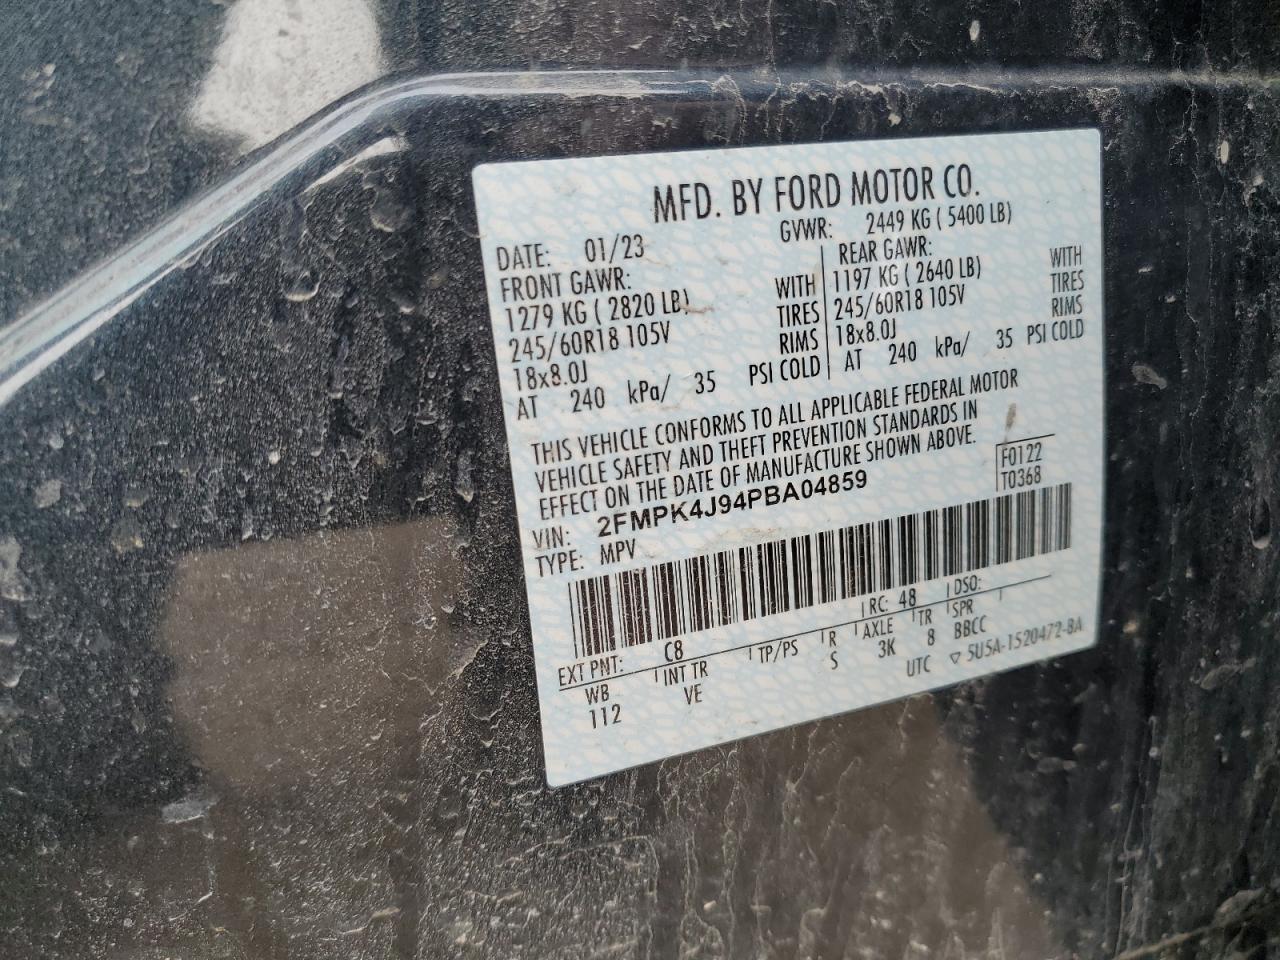 MFD. BY FORD MOTOR CO.
DATE: 01/23 GVWR: 2449 KG ( 5400 LB)
FRONT GAWR: REAR GAWR:
1279 KG ( 2820 LB) WITH 1197 KG ( 2640 LB) WITH
245/60R18 105V TIRES 245/60R18 105V TIRES
18x8.0J RIMS 18x8.0J RIMS
AT 240 kPa/ 35 PSI COLD AT 240 kPa/ 35 PSI COLD
THIS VEHICLE CONFORMS TO ALL APPLICABLE FEDERAL MOTOR
VEHICLE SAFETY AND THEFT PREVENTION STANDARDS IN
EFFECT ON THE DATE OF MANUFACTURE SHOWN ABOVE.
F0122
T0368
VIN: 2FMPK4J94PBA04859
TYPE: MPV
EXT PNT: C8 RC: 48 DSO:
WB INT TR TP/PS R AXLE TR SPR
112 VE S 3K 8 BBCC
UTC ▽ 5U5A-1520472-BA